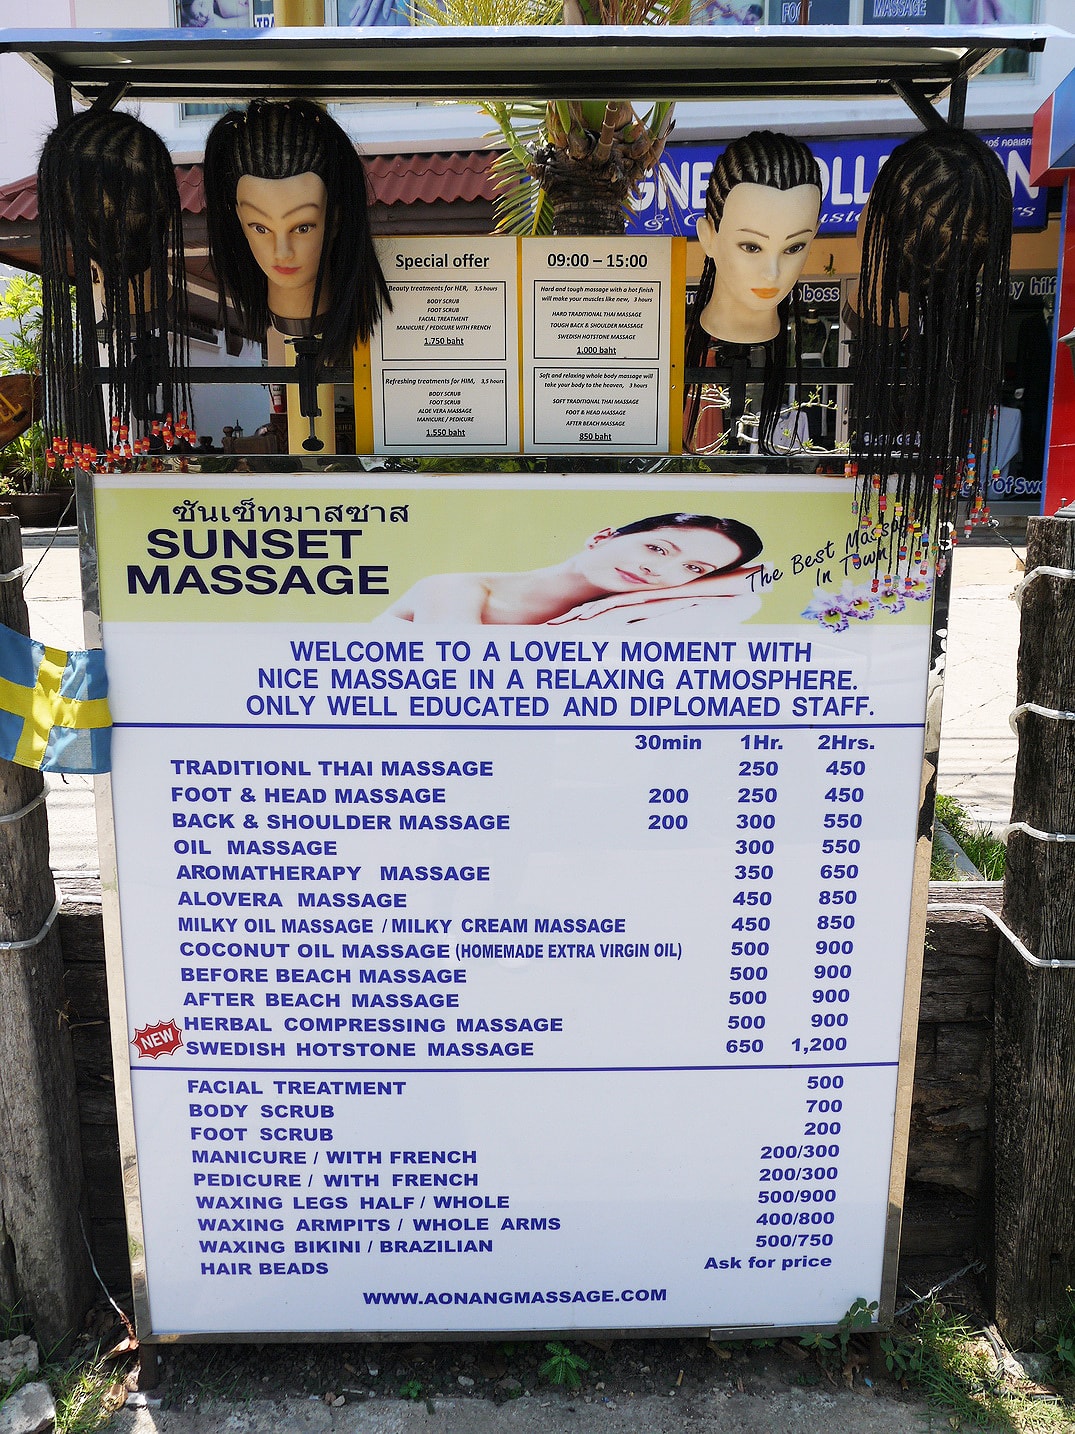 FOOT MASSAGE
Special offer
Beauty treatments for HER, 3,5 hours
BODY SCRUB
FOOT SCRUB
FACIAL TREATMENT
MANICURE / PEDICURE WITH FRENCH
1.750 baht
Refreshing treatments for HIM, 3,5 hours
BODY SCRUB
FOOT SCRUB
ALOE VERA MASSAGE
MANICURE / PEDICURE
1.550 baht
09:00 – 15:00
Hard and tough massage with a hot finish
will make your muscles like new, 3 hours
HARD TRADITIONAL THAI MASSAGE
TOUGH BACK & SHOULDER MASSAGE
SWEDISH HOTSTONE MASSAGE
1.000 baht
Soft and relaxing whole body massage will
take your body to the heaven, 3 hours
SOFT TRADITIONAL THAI MASSAGE
FOOT & HEAD MASSAGE
AFTER BEACH MASSAGE
850 baht
boss
ซันเซ็ทมาสซาส
SUNSET
MASSAGE
The Best Massage
In Town
WELCOME TO A LOVELY MOMENT WITH
NICE MASSAGE IN A RELAXING ATMOSPHERE.
ONLY WELL EDUCATED AND DIPLOMAED STAFF.
30min 1Hr. 2Hrs.
TRADITIONL THAI MASSAGE 250 450
FOOT & HEAD MASSAGE 200 250 450
BACK & SHOULDER MASSAGE 200 300 550
OIL MASSAGE 300 550
AROMATHERAPY MASSAGE 350 650
ALOVERA MASSAGE 450 850
MILKY OIL MASSAGE / MILKY CREAM MASSAGE 450 850
COCONUT OIL MASSAGE (HOMEMADE EXTRA VIRGIN OIL) 500 900
BEFORE BEACH MASSAGE 500 900
AFTER BEACH MASSAGE 500 900
HERBAL COMPRESSING MASSAGE 500 900
NEW SWEDISH HOTSTONE MASSAGE 650 1,200
FACIAL TREATMENT 500
BODY SCRUB 700
FOOT SCRUB 200
MANICURE / WITH FRENCH 200/300
PEDICURE / WITH FRENCH 200/300
WAXING LEGS HALF / WHOLE 500/900
WAXING ARMPITS / WHOLE ARMS 400/800
WAXING BIKINI / BRAZILIAN 500/750
HAIR BEADS Ask for price
WWW.AONANGMASSAGE.COM